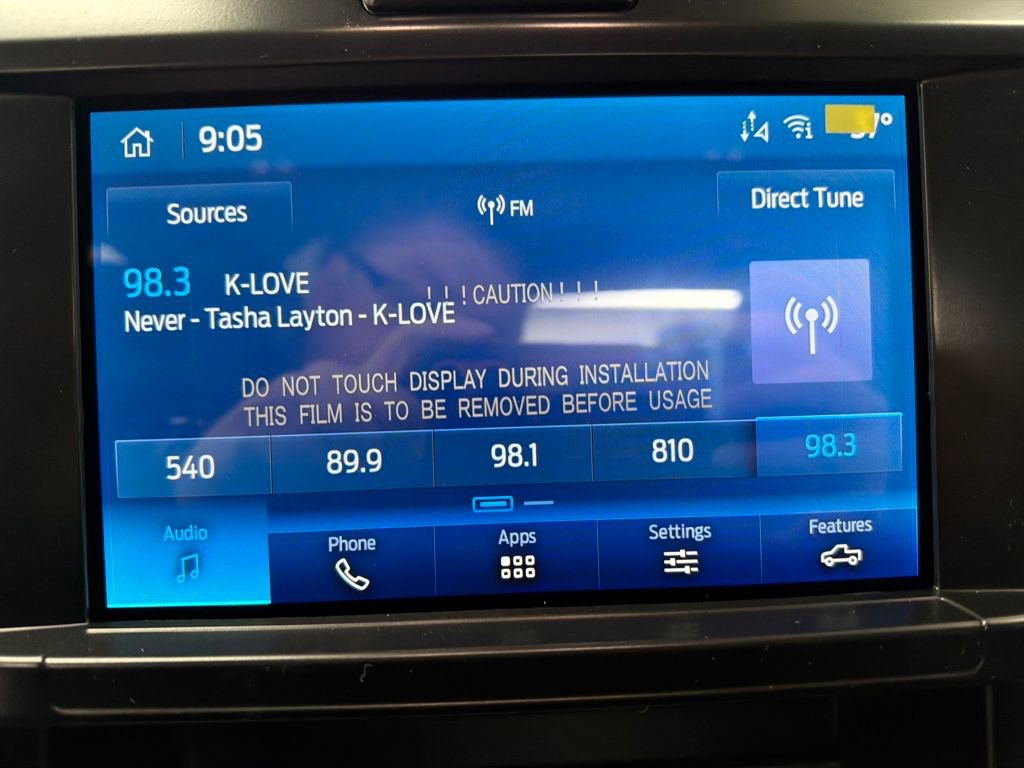 9:05
Sources
FM
Direct Tune
98.3 K-LOVE
! ! ! CAUTION ! ! !
Never - Tasha Layton - K-LOVE
DO NOT TOUCH DISPLAY DURING INSTALLATION
THIS FILM IS TO BE REMOVED BEFORE USAGE
540 89.9 98.1 810 98.3
Audio Phone Apps Settings Features